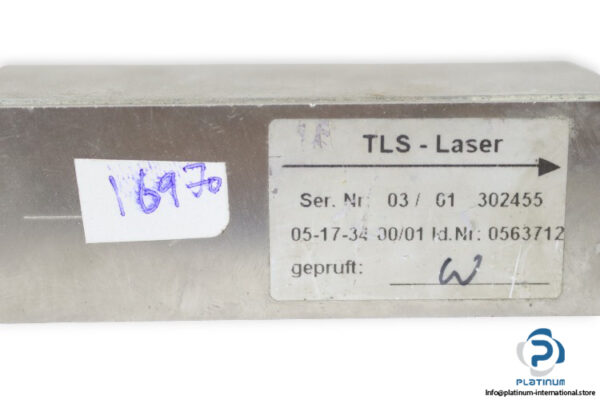 16970
TLS - Laser
Ser. Nr: 03 / 01 302455
05-17-34-00/01 Id.Nr: 0563712
gepruft: W
PLATINUM
Info@platinum-international.store